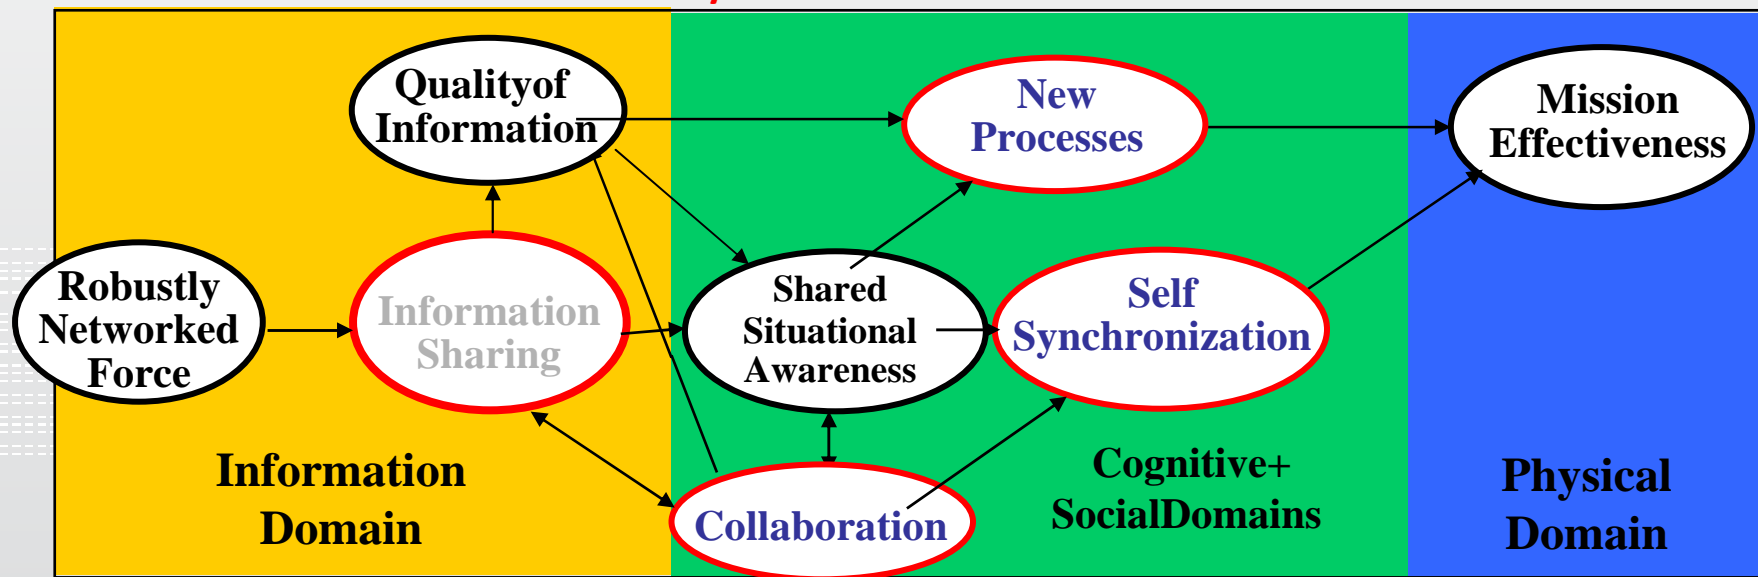 Qualityof
Information
New
Processes
Mission
Effectiveness
Robustly
Networked
Force
Information
Sharing
Shared
Situational
Awareness
Self
Synchronization
Collaboration
Information
Domain
Cognitive+
SocialDomains
Physical
Domain